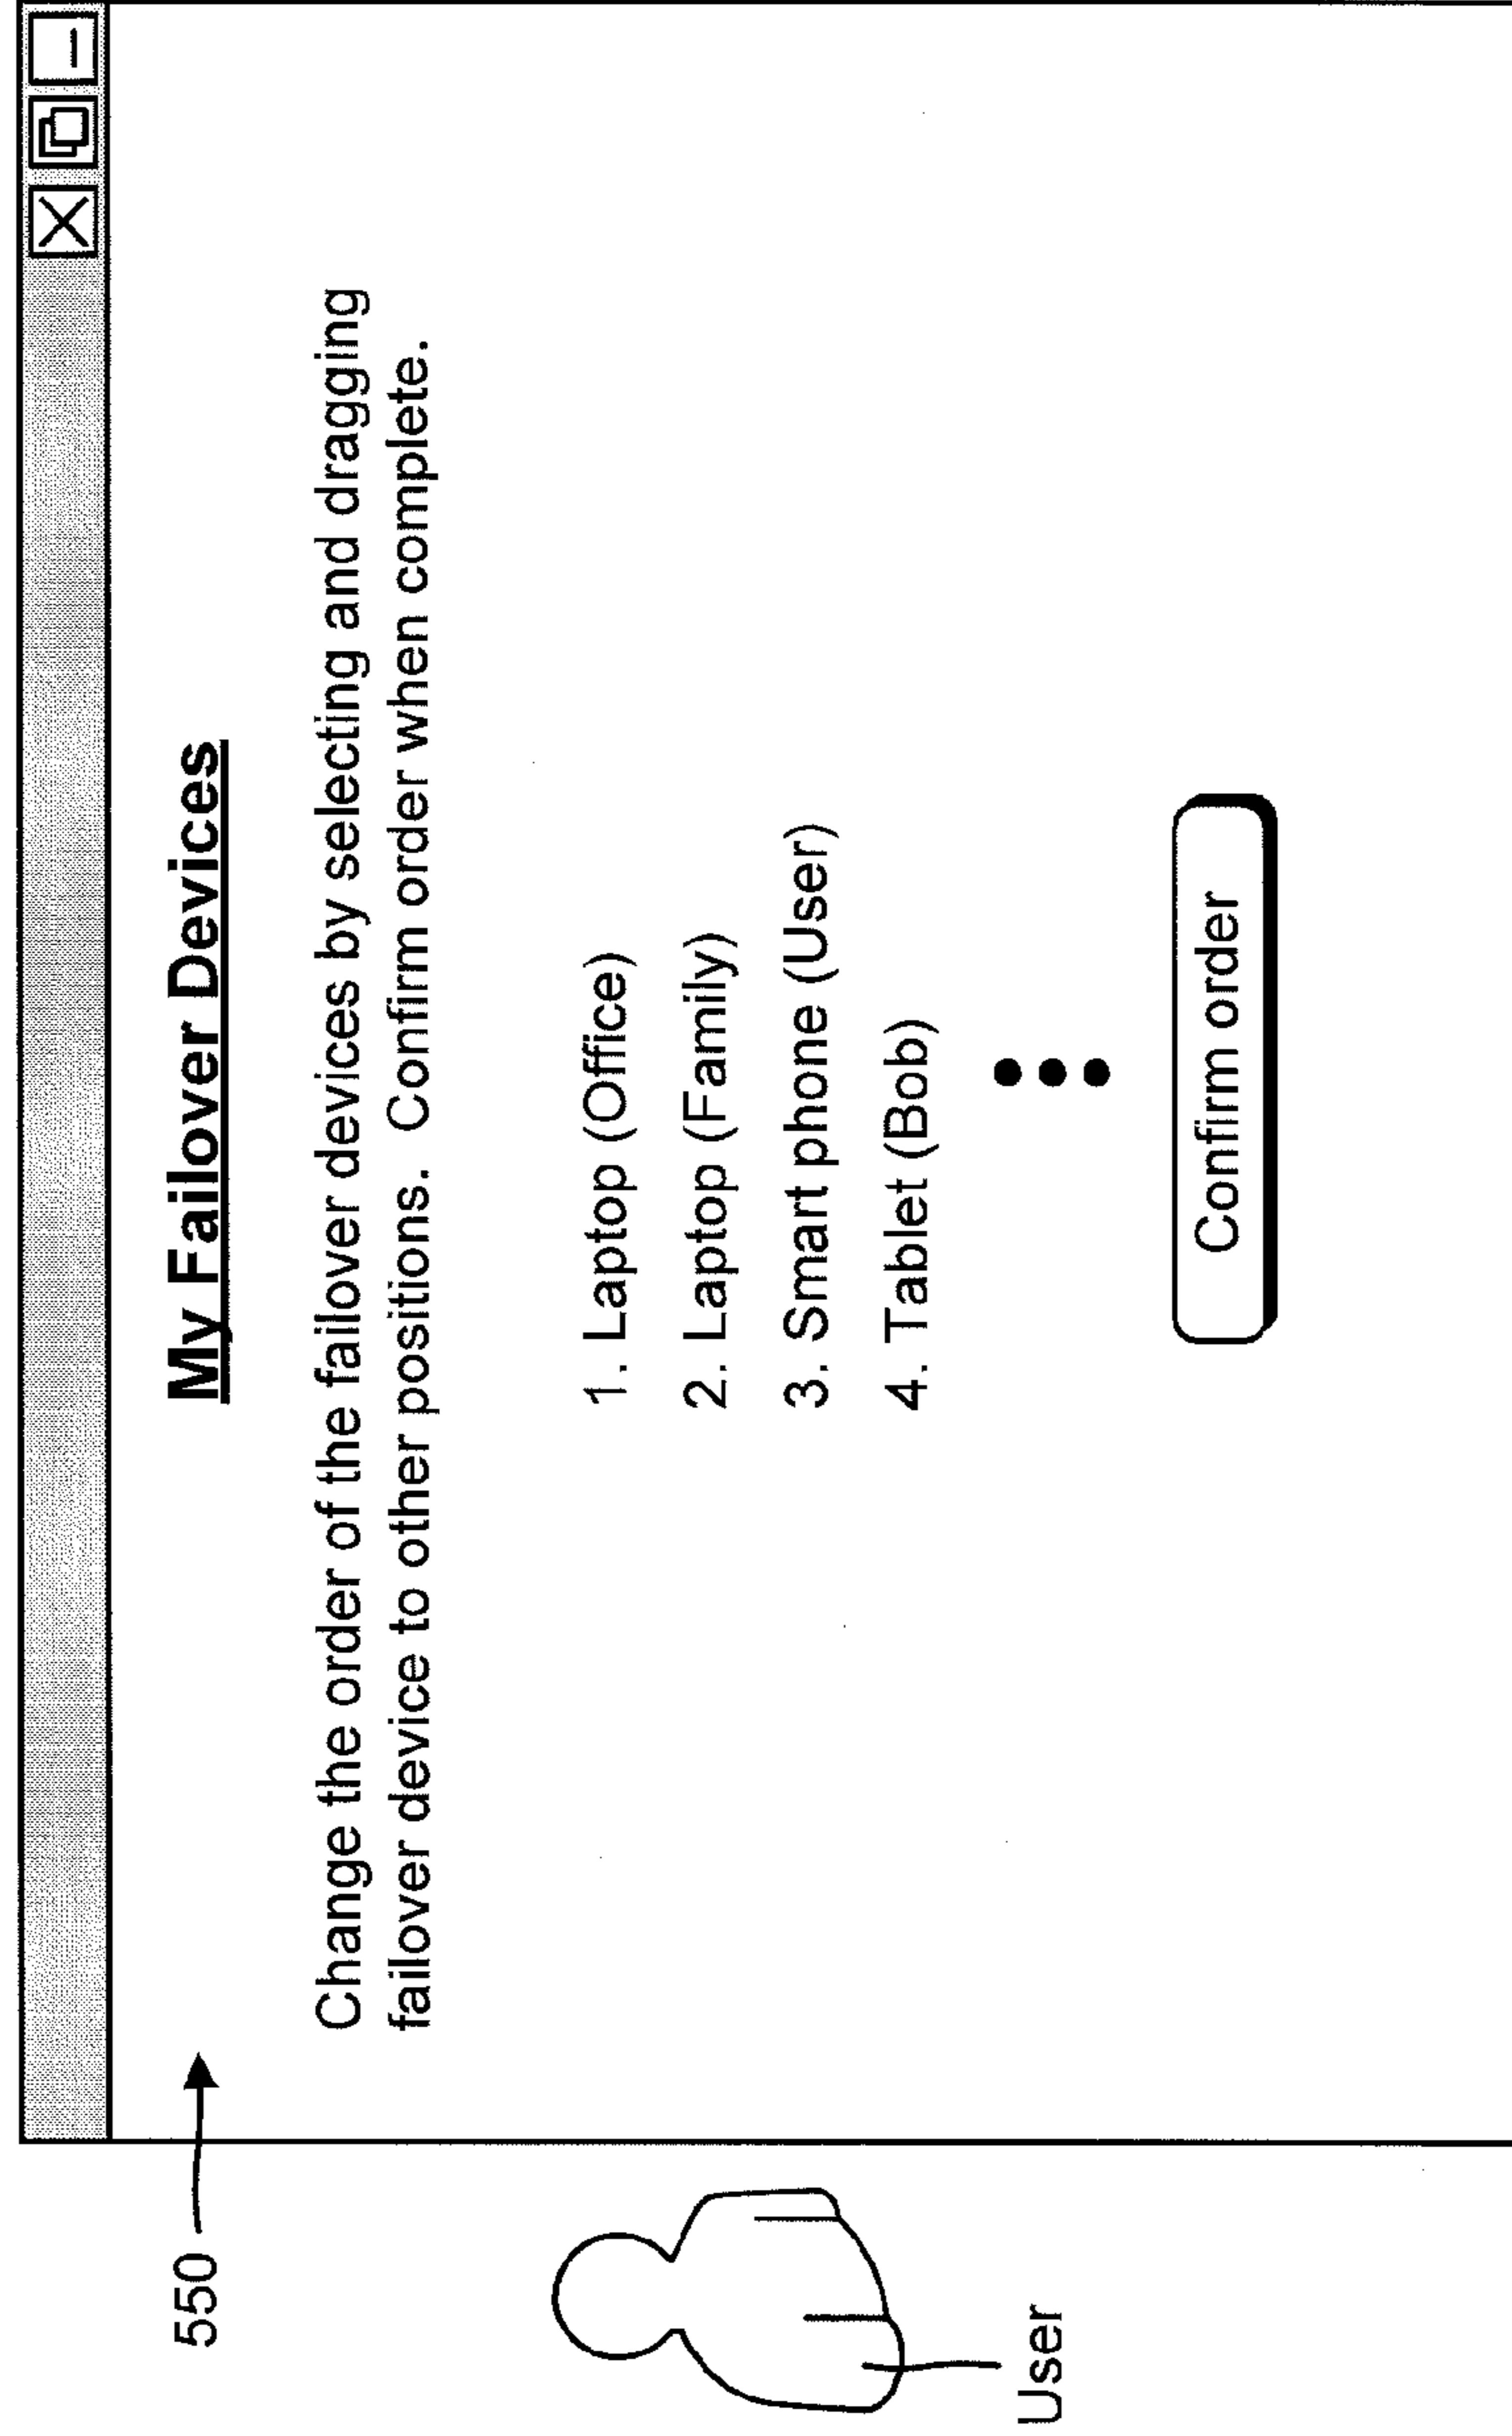 550
My Failover Devices
Change the order of the failover devices by selecting and dragging
failover device to other positions.  Confirm order when complete.
1. Laptop (Office)
2. Laptop (Family)
3. Smart phone (User)
4. Tablet (Bob)
Confirm order
User